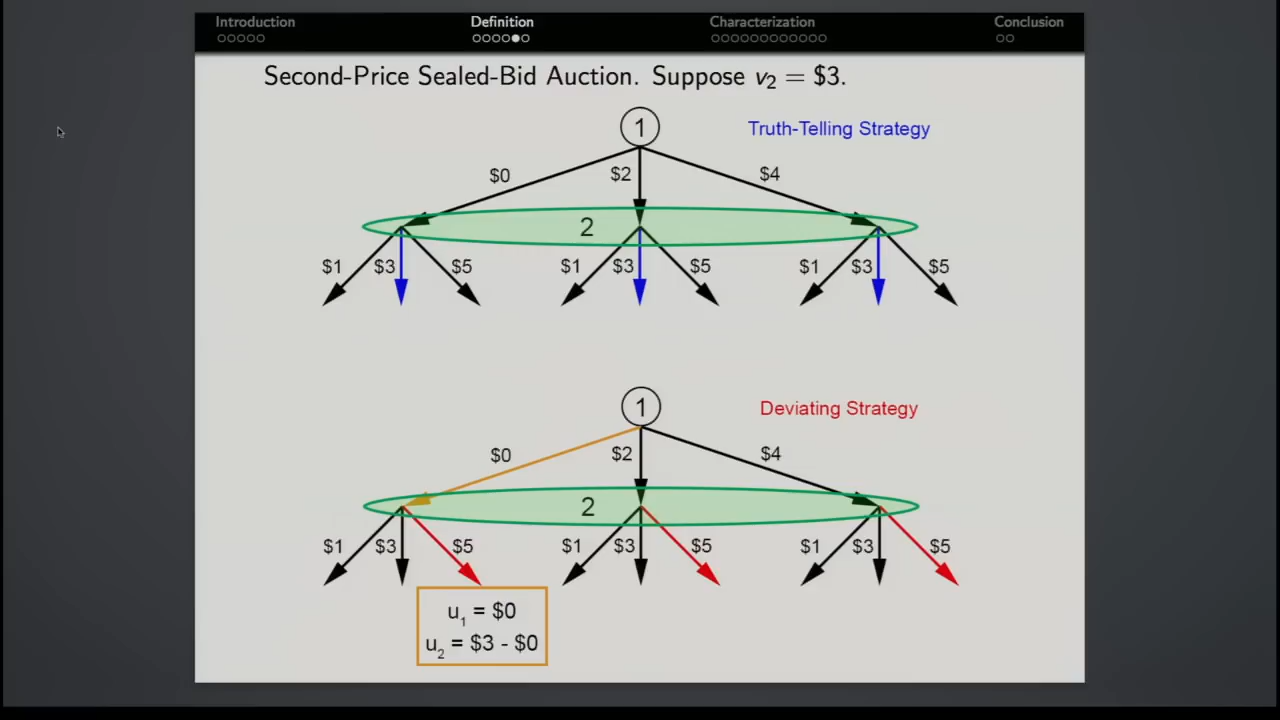 Introduction Definition Characterization Conclusion
Second-Price Sealed-Bid Auction. Suppose v₂ = $3.
1
Truth-Telling Strategy
$0 $2 $4
2
$1 $3 $5 $1 $3 $5 $1 $3 $5
1
Deviating Strategy
$0 $2 $4
2
$1 $3 $5 $1 $3 $5 $1 $3 $5
u₁ = $0
u₂ = $3 - $0